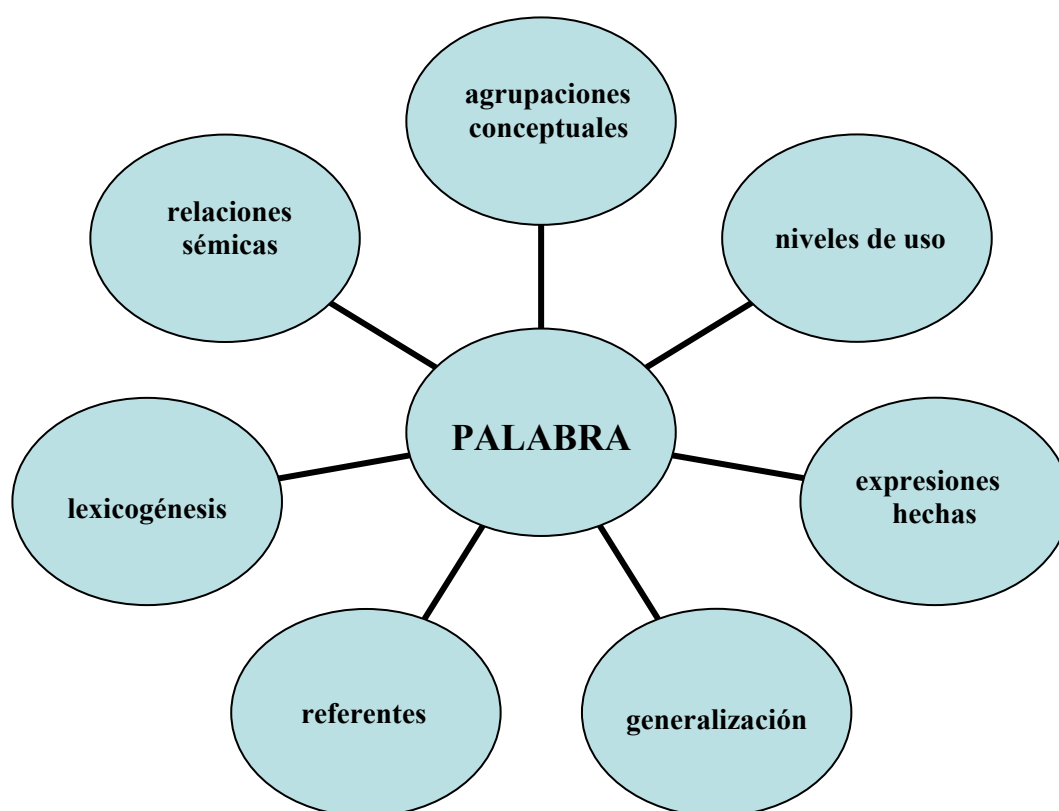 agrupaciones
conceptuales
relaciones
sémicas
niveles de uso
PALABRA
lexicogénesis
expresiones
hechas
referentes
generalización